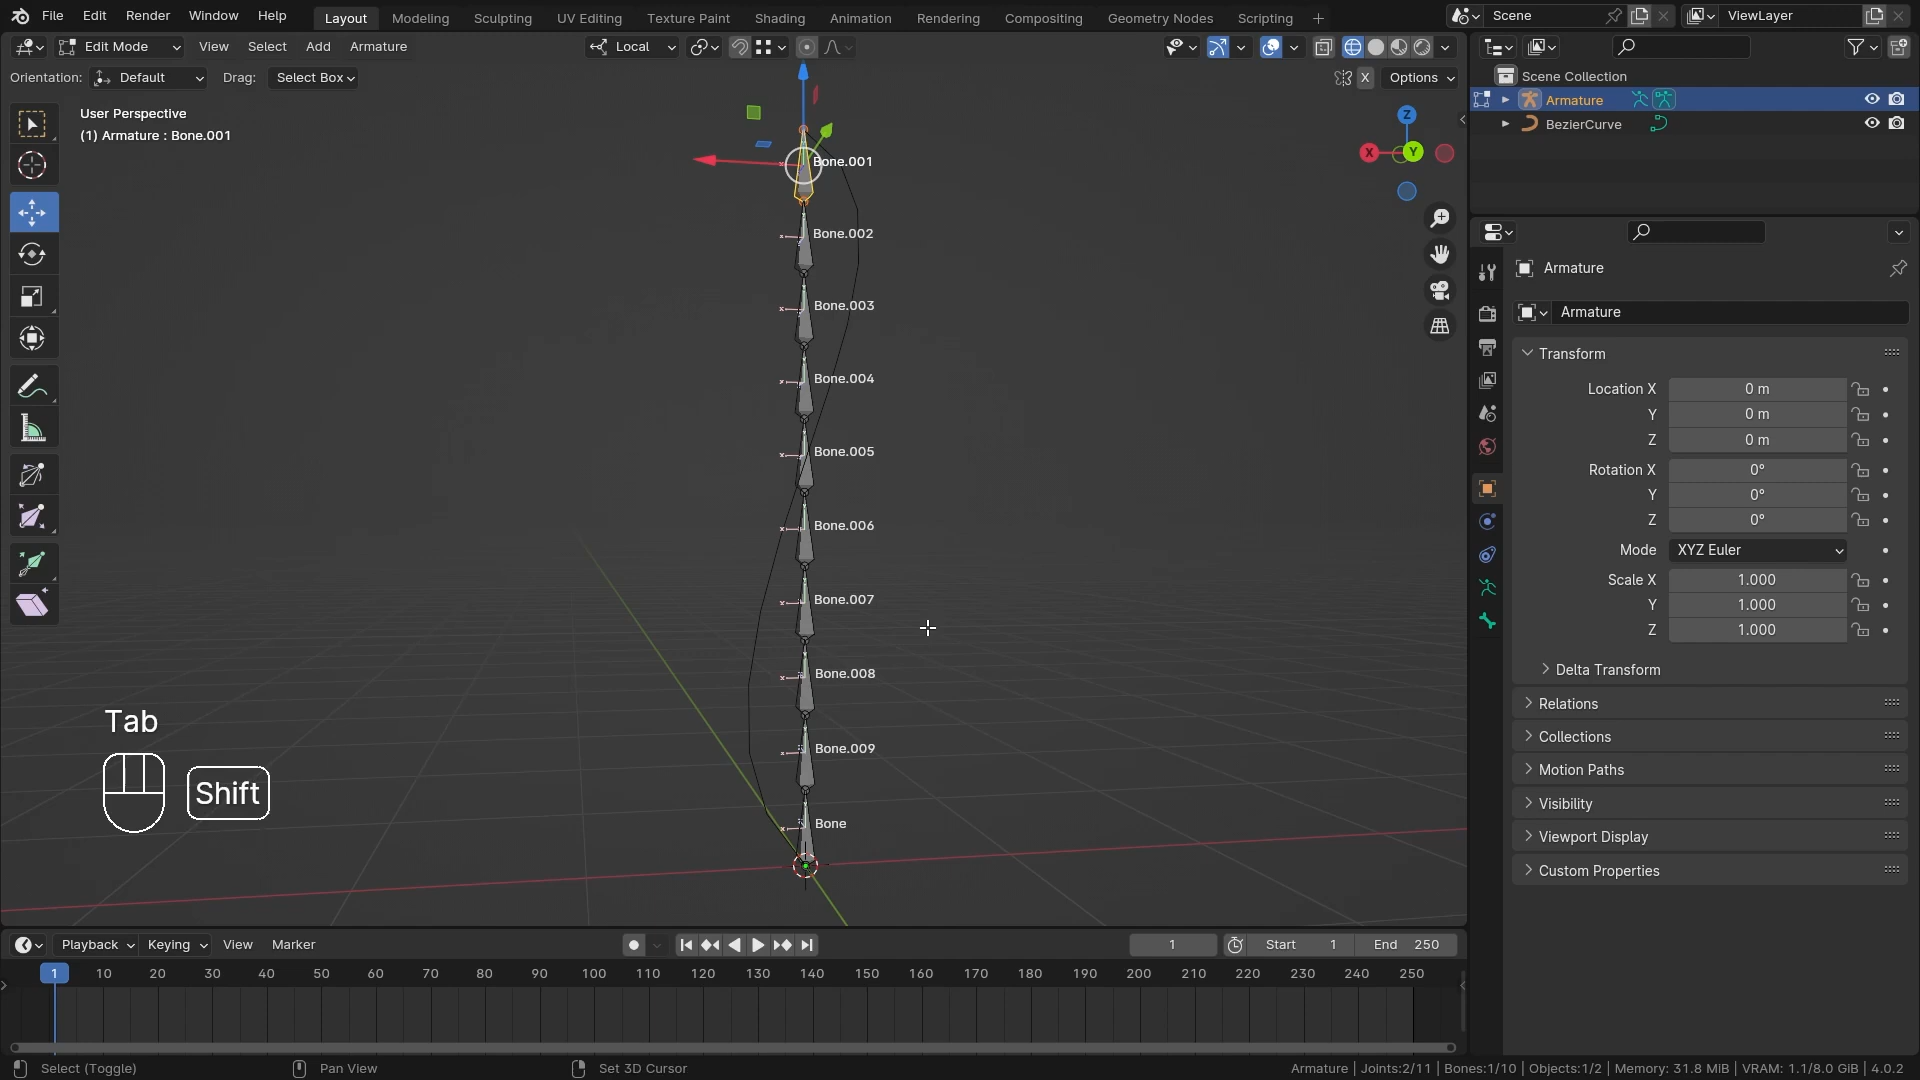 File Edit Render Window Help Layout Modeling Sculpting UV Editing Texture Paint Shading Animation Rendering Compositing Geometry Nodes Scripting Scene ViewLayer
Edit Mode View Select Add Armature Local
Orientation: Default Drag: Select Box X Options
Scene Collection
Armature
BezierCurve
User Perspective
(1) Armature : Bone.001
Z
X Y
Bone.001
Bone.002
Bone.003
Bone.004
Bone.005
Bone.006
Bone.007
Bone.008
Bone.009
Bone
Tab
Shift
Armature
Armature
Transform
Location X 0 m
Y 0 m
Z 0 m
Rotation X 0°
Y 0°
Z 0°
Mode XYZ Euler
Scale X 1.000
Y 1.000
Z 1.000
Delta Transform
Relations
Collections
Motion Paths
Visibility
Viewport Display
Custom Properties
Playback Keying View Marker 1 Start 1 End 250
1 10 20 30 40 50 60 70 80 90 100 110 120 130 140 150 160 170 180 190 200 210 220 230 240 250
Select (Toggle) Pan View Set 3D Cursor Armature | Joints:2/11 | Bones:1/10 | Objects:1/2 | Memory: 31.8 MiB | VRAM: 1.1/8.0 GiB | 4.0.2